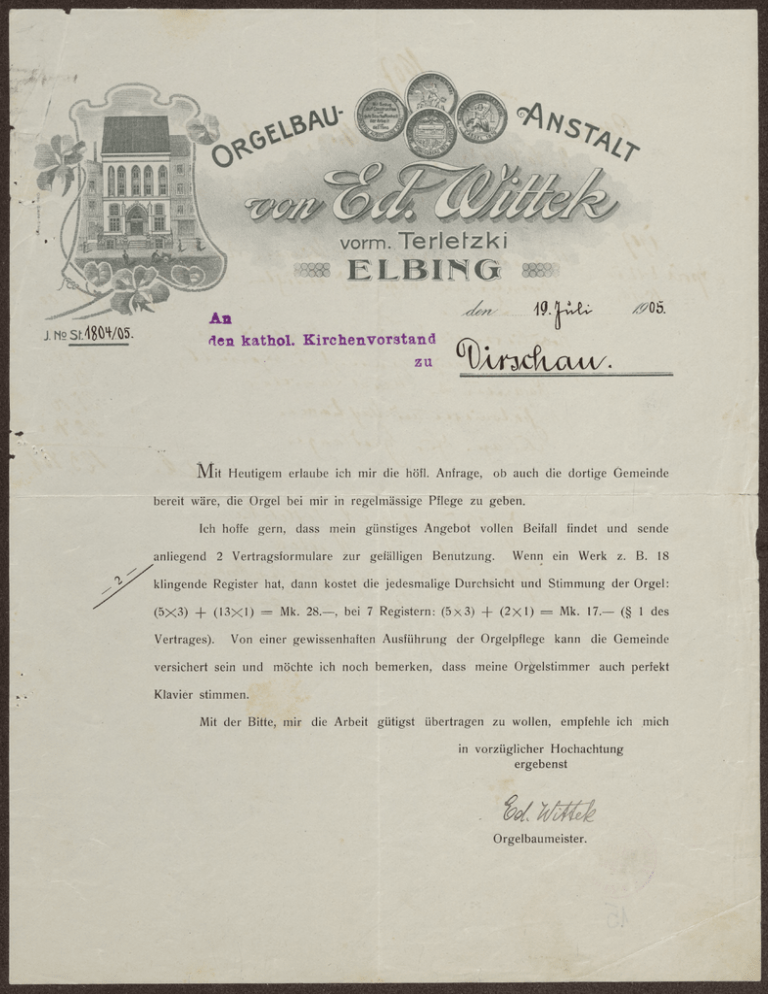 ORGELBAU-ANSTALT
von Ed. Wittek
vorm. Terletzki
ELBING
den 19. Juli 1905.
J. No St. 1804/05.
An
den kathol. Kirchenvorstand
zu Dirschau.
Mit Heutigem erlaube ich mir die höfl. Anfrage, ob auch die dortige Gemeinde
bereit wäre, die Orgel bei mir in regelmässige Pflege zu geben.
Ich hoffe gern, dass mein günstiges Angebot vollen Beifall findet und sende
anliegend 2 Vertragsformulare zur gefälligen Benutzung. Wenn ein Werk z. B. 18
— 2 —
klingende Register hat, dann kostet die jedesmalige Durchsicht und Stimmung der Orgel:
(5×3) + (13×1) = Mk. 28.—, bei 7 Registern: (5×3) + (2×1) = Mk. 17.— (§ 1 des
Vertrages). Von einer gewissenhaften Ausführung der Orgelpflege kann die Gemeinde
versichert sein und möchte ich noch bemerken, dass meine Orgelstimmer auch perfekt
Klavier stimmen.
Mit der Bitte, mir die Arbeit gütigst übertragen zu wollen, empfehle ich mich
in vorzüglicher Hochachtung
ergebenst
Ed. Wittek
Orgelbaumeister.